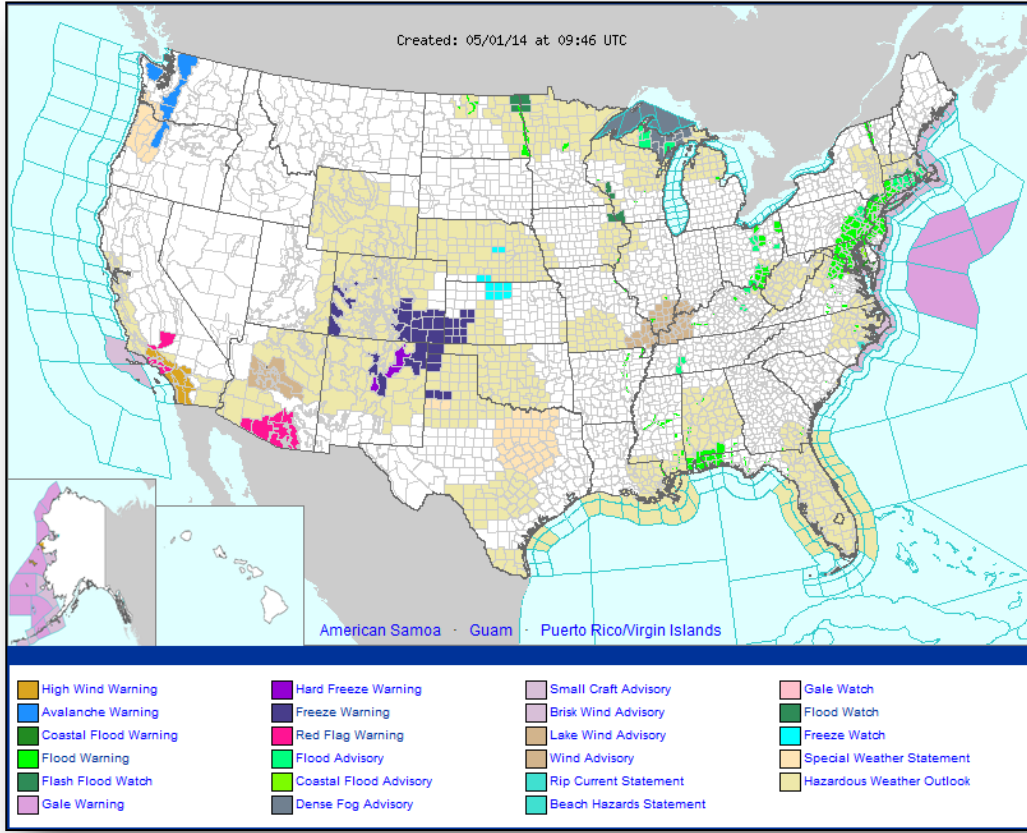 Created: 05/01/14 at 09:46 UTC
American Samoa · Guam · Puerto Rico/Virgin Islands
High Wind Warning
Avalanche Warning
Coastal Flood Warning
Flood Warning
Flash Flood Watch
Gale Warning
Hard Freeze Warning
Freeze Warning
Red Flag Warning
Flood Advisory
Coastal Flood Advisory
Dense Fog Advisory
Small Craft Advisory
Brisk Wind Advisory
Lake Wind Advisory
Wind Advisory
Rip Current Statement
Beach Hazards Statement
Gale Watch
Flood Watch
Freeze Watch
Special Weather Statement
Hazardous Weather Outlook